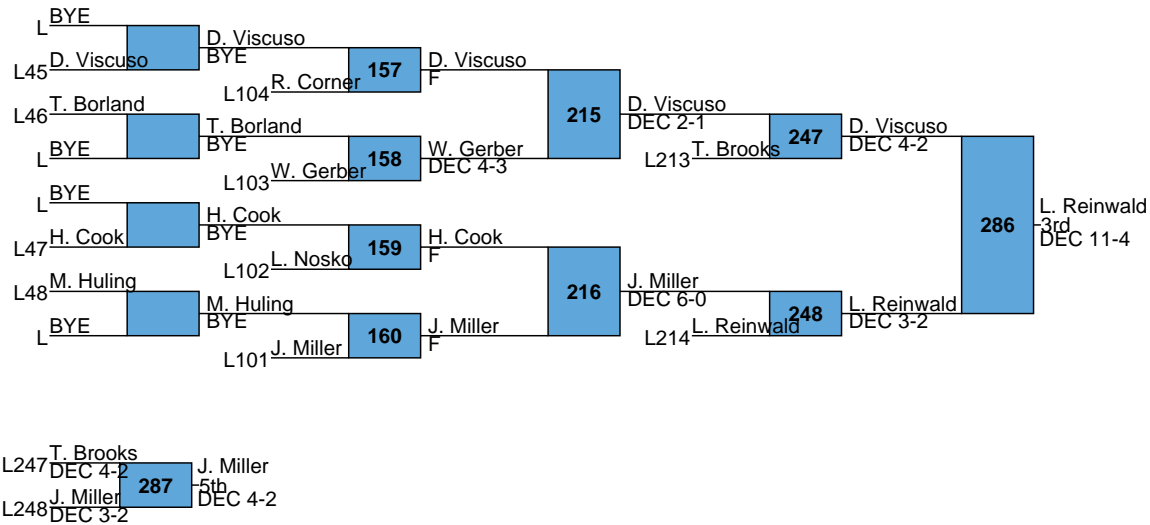 L BYE
L45 D. Viscuso
D. Viscuso
BYE
L104 R. Corner
157
D. Viscuso
F
L46 T. Borland
L BYE
T. Borland
BYE
L103 W. Gerber
158
W. Gerber
DEC 4-3
215
D. Viscuso
DEC 2-1
L213 T. Brooks
247
D. Viscuso
DEC 4-2
L BYE
L47 H. Cook
H. Cook
BYE
L102 L. Nosko
159
H. Cook
F
L48 M. Huling
L BYE
M. Huling
BYE
L101 J. Miller
160
J. Miller
F
216
J. Miller
DEC 6-0
L214 L. Reinwald
248
L. Reinwald
DEC 3-2
286
L. Reinwald
3rd
DEC 11-4
L247 T. Brooks
DEC 4-2
L248 J. Miller
DEC 3-2
287
J. Miller
5th
DEC 4-2